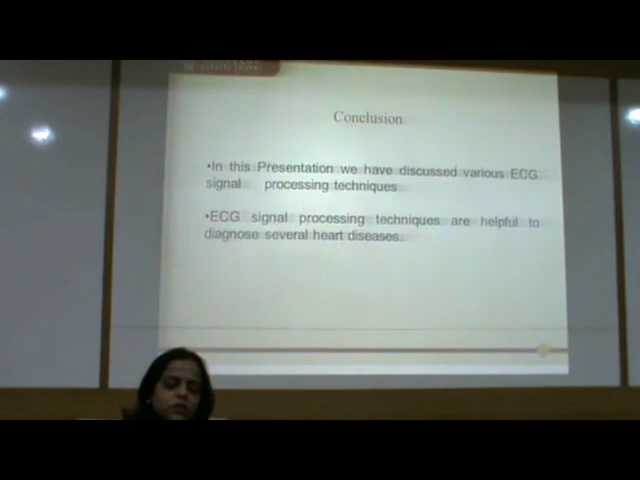 Conclusion
•In this Presentation we have discussed various ECG
signal processing techniques
•ECG signal processing techniques are helpful to
diagnose several heart diseases.